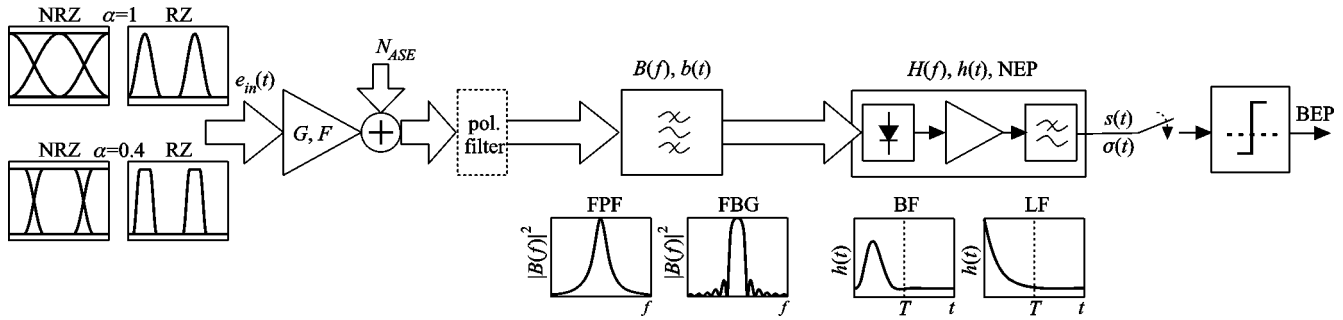 NRZ α=1 RZ
NRZ α=0.4 RZ
e_in(t)
G, F
N_ASE
pol.
filter
B(f), b(t)
H(f), h(t), NEP
s(t)
σ(t)
BEP
FPF
|B(f)|²
f
FBG
|B(f)|²
f
BF
h(t)
T t
LF
h(t)
T t